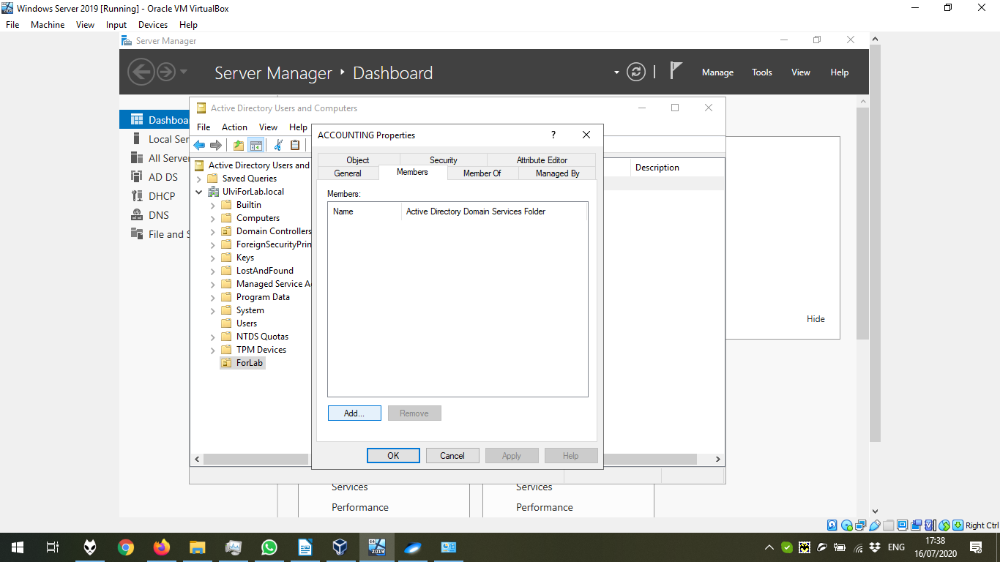 Windows Server 2019 [Running] - Oracle VM VirtualBox
File Machine View Input Devices Help
Server Manager
Server Manager Dashboard
Manage Tools View Help
Dashboa
Local Ser
All Server
AD DS
DHCP
DNS
File and S
Active Directory Users and Computers
File Action View Help
Active Directory Users and
Saved Queries
UlviForLab.local
Builtin
Computers
Domain Controllers
ForeignSecurityPrin
Keys
LostAndFound
Managed Service A
Program Data
System
Users
NTDS Quotas
TPM Devices
ForLab
Description
ACCOUNTING Properties
?
Object Security Attribute Editor
General Members Member Of Managed By
Members:
Name Active Directory Domain Services Folder
Add... Remove
OK Cancel Apply Help
Hide
Services Services
Performance Performance
Right Ctrl
64
2019
ENG
17:38
16/07/2020